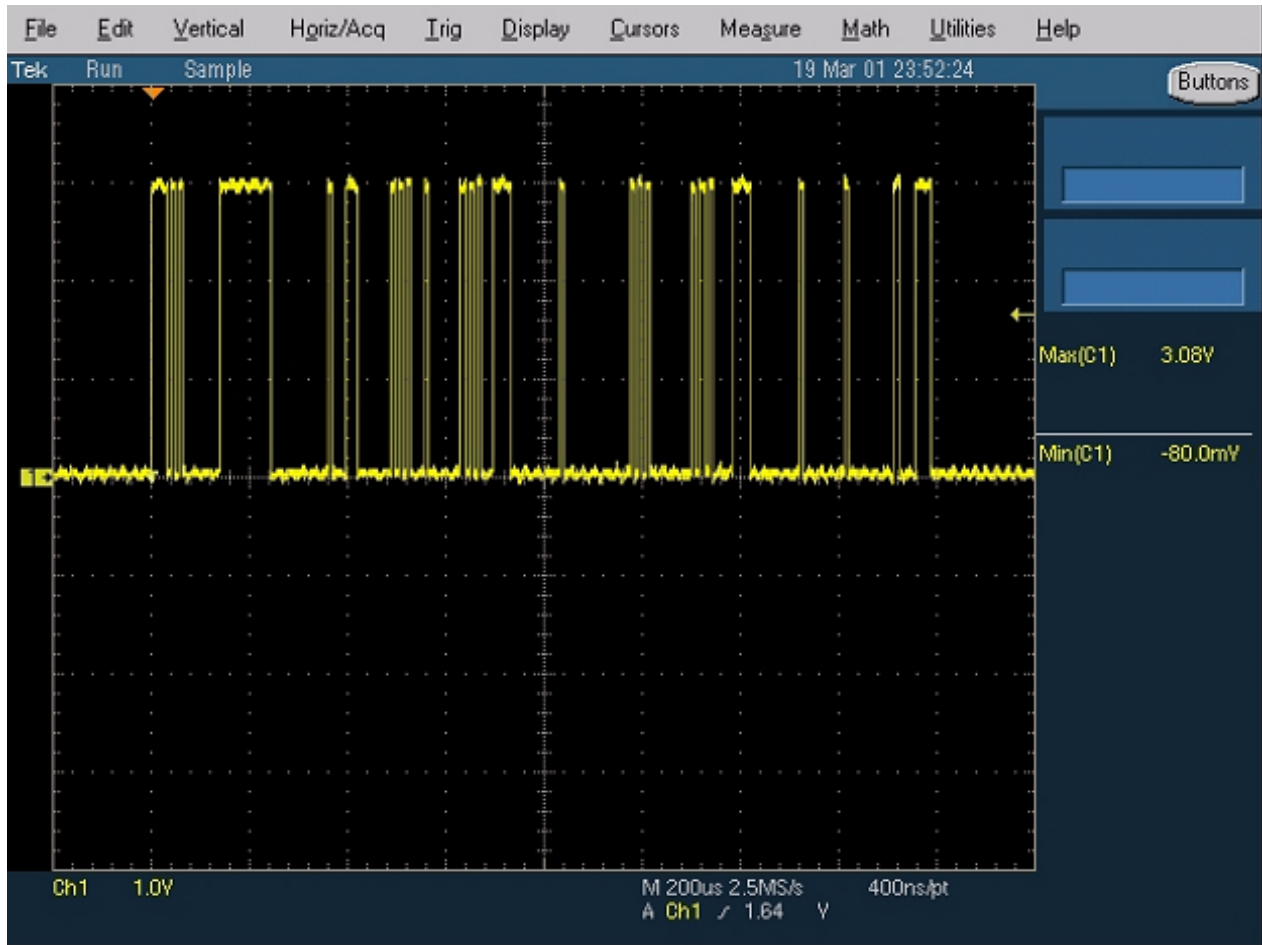 File Edit Vertical Horiz/Acq Trig Display Cursors Measure Math Utilities Help
Tek Run Sample 19 Mar 01 23:52:24 Buttons
Max(C1) 3.08V
Min(C1) -80.0mV
Ch1 1.0V M 200us 2.5MS/s 400ns/pt
A Ch1 / 1.64 V